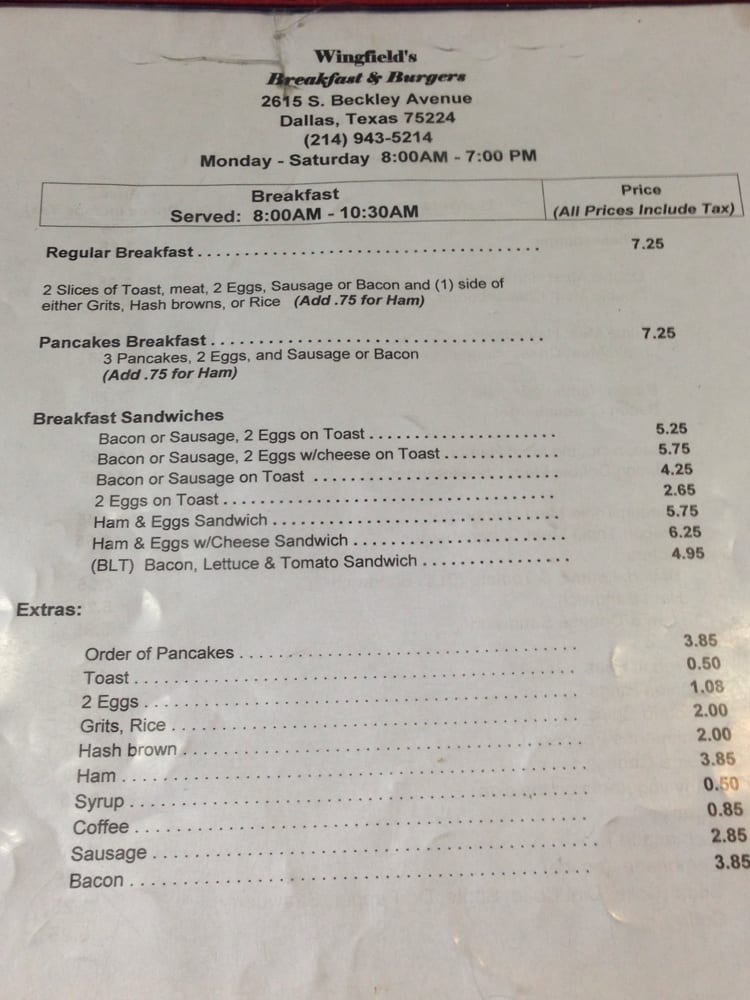 Wingfield's
Breakfast & Burgers
2615 S. Beckley Avenue
Dallas, Texas 75224
(214) 943-5214
Monday - Saturday 8:00AM - 7:00 PM
Breakfast Price
Served: 8:00AM - 10:30AM (All Prices Include Tax)
Regular Breakfast 7.25
2 Slices of Toast, meat, 2 Eggs, Sausage or Bacon and (1) side of
either Grits, Hash browns, or Rice (Add .75 for Ham)
Pancakes Breakfast 7.25
3 Pancakes, 2 Eggs, and Sausage or Bacon
(Add .75 for Ham)
Breakfast Sandwiches
Bacon or Sausage, 2 Eggs on Toast 5.25
Bacon or Sausage, 2 Eggs w/cheese on Toast 5.75
Bacon or Sausage on Toast 4.25
2 Eggs on Toast 2.65
Ham & Eggs Sandwich 5.75
Ham & Eggs w/Cheese Sandwich 6.25
(BLT) Bacon, Lettuce & Tomato Sandwich 4.95
Extras:
Order of Pancakes 3.85
Toast 0.50
2 Eggs 1.08
Grits, Rice 2.00
Hash brown 2.00
Ham 3.85
Syrup 0.50
Coffee 0.85
Sausage 2.85
Bacon 3.85